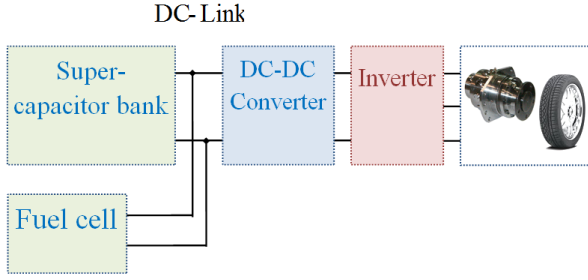 DC-Link
Super-
capacitor bank
DC-DC
Converter
Inverter
Fuel cell